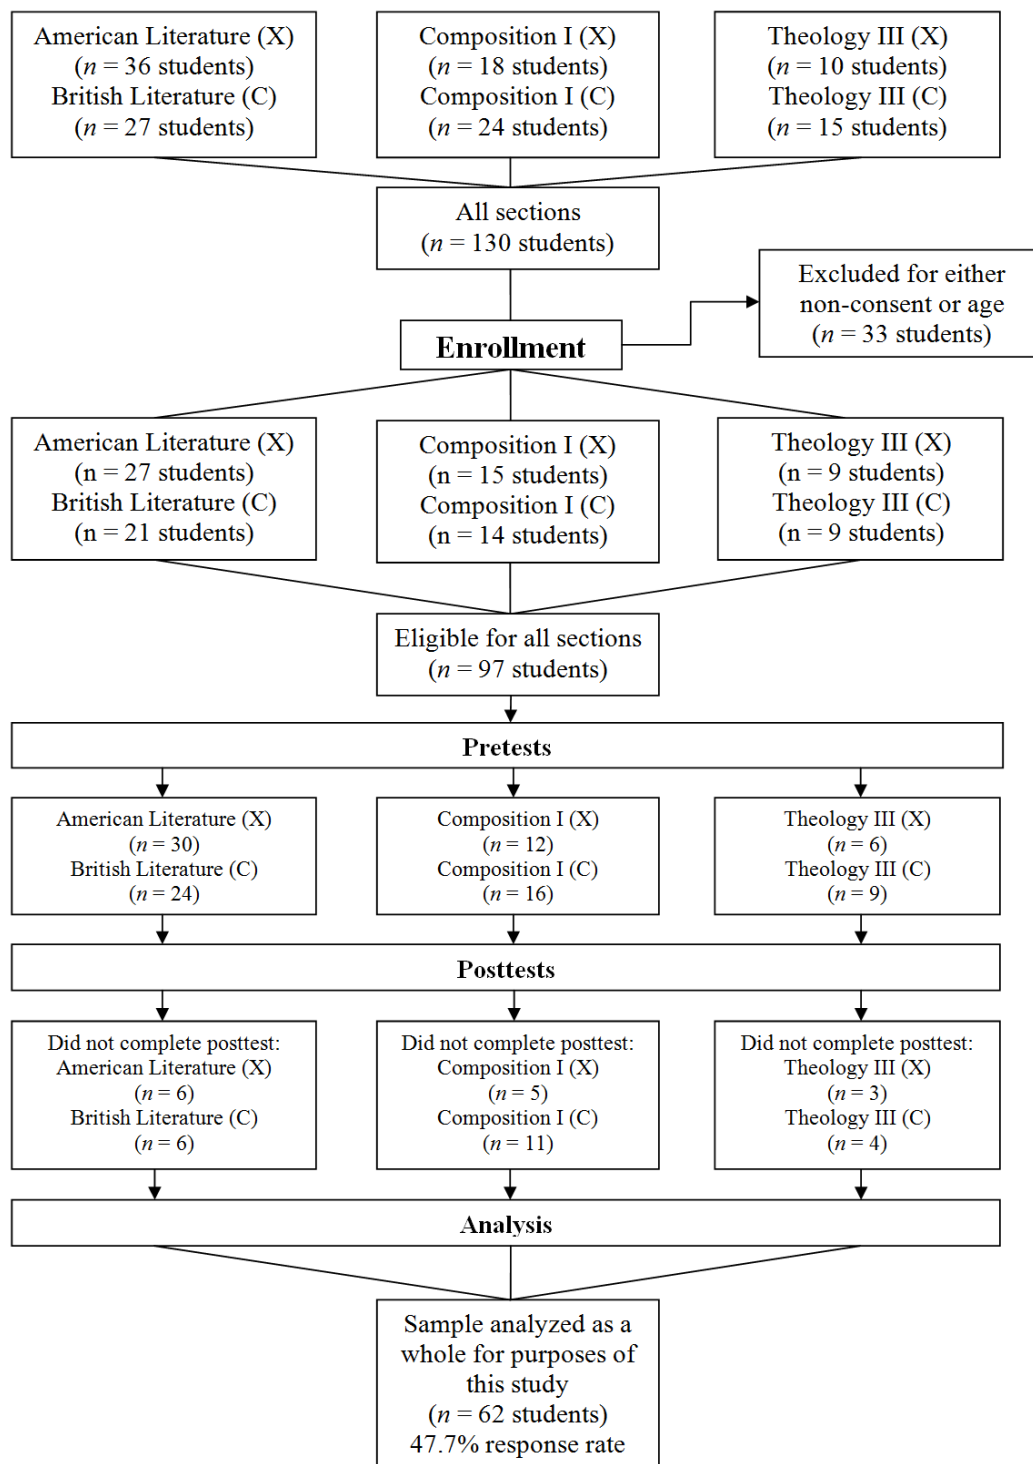 American Literature (X)
(n = 36 students)
British Literature (C)
(n = 27 students)
Composition I (X)
(n = 18 students)
Composition I (C)
(n = 24 students)
Theology III (X)
(n = 10 students)
Theology III (C)
(n = 15 students)
All sections
(n = 130 students)
Excluded for either
non-consent or age
(n = 33 students)
Enrollment
American Literature (X)
(n = 27 students)
British Literature (C)
(n = 21 students)
Composition I (X)
(n = 15 students)
Composition I (C)
(n = 14 students)
Theology III (X)
(n = 9 students)
Theology III (C)
(n = 9 students)
Eligible for all sections
(n = 97 students)
Pretests
American Literature (X)
(n = 30)
British Literature (C)
(n = 24)
Composition I (X)
(n = 12)
Composition I (C)
(n = 16)
Theology III (X)
(n = 6)
Theology III (C)
(n = 9)
Posttests
Did not complete posttest:
American Literature (X)
(n = 6)
British Literature (C)
(n = 6)
Did not complete posttest:
Composition I (X)
(n = 5)
Composition I (C)
(n = 11)
Did not complete posttest:
Theology III (X)
(n = 3)
Theology III (C)
(n = 4)
Analysis
Sample analyzed as a
whole for purposes of
this study
(n = 62 students)
47.7% response rate